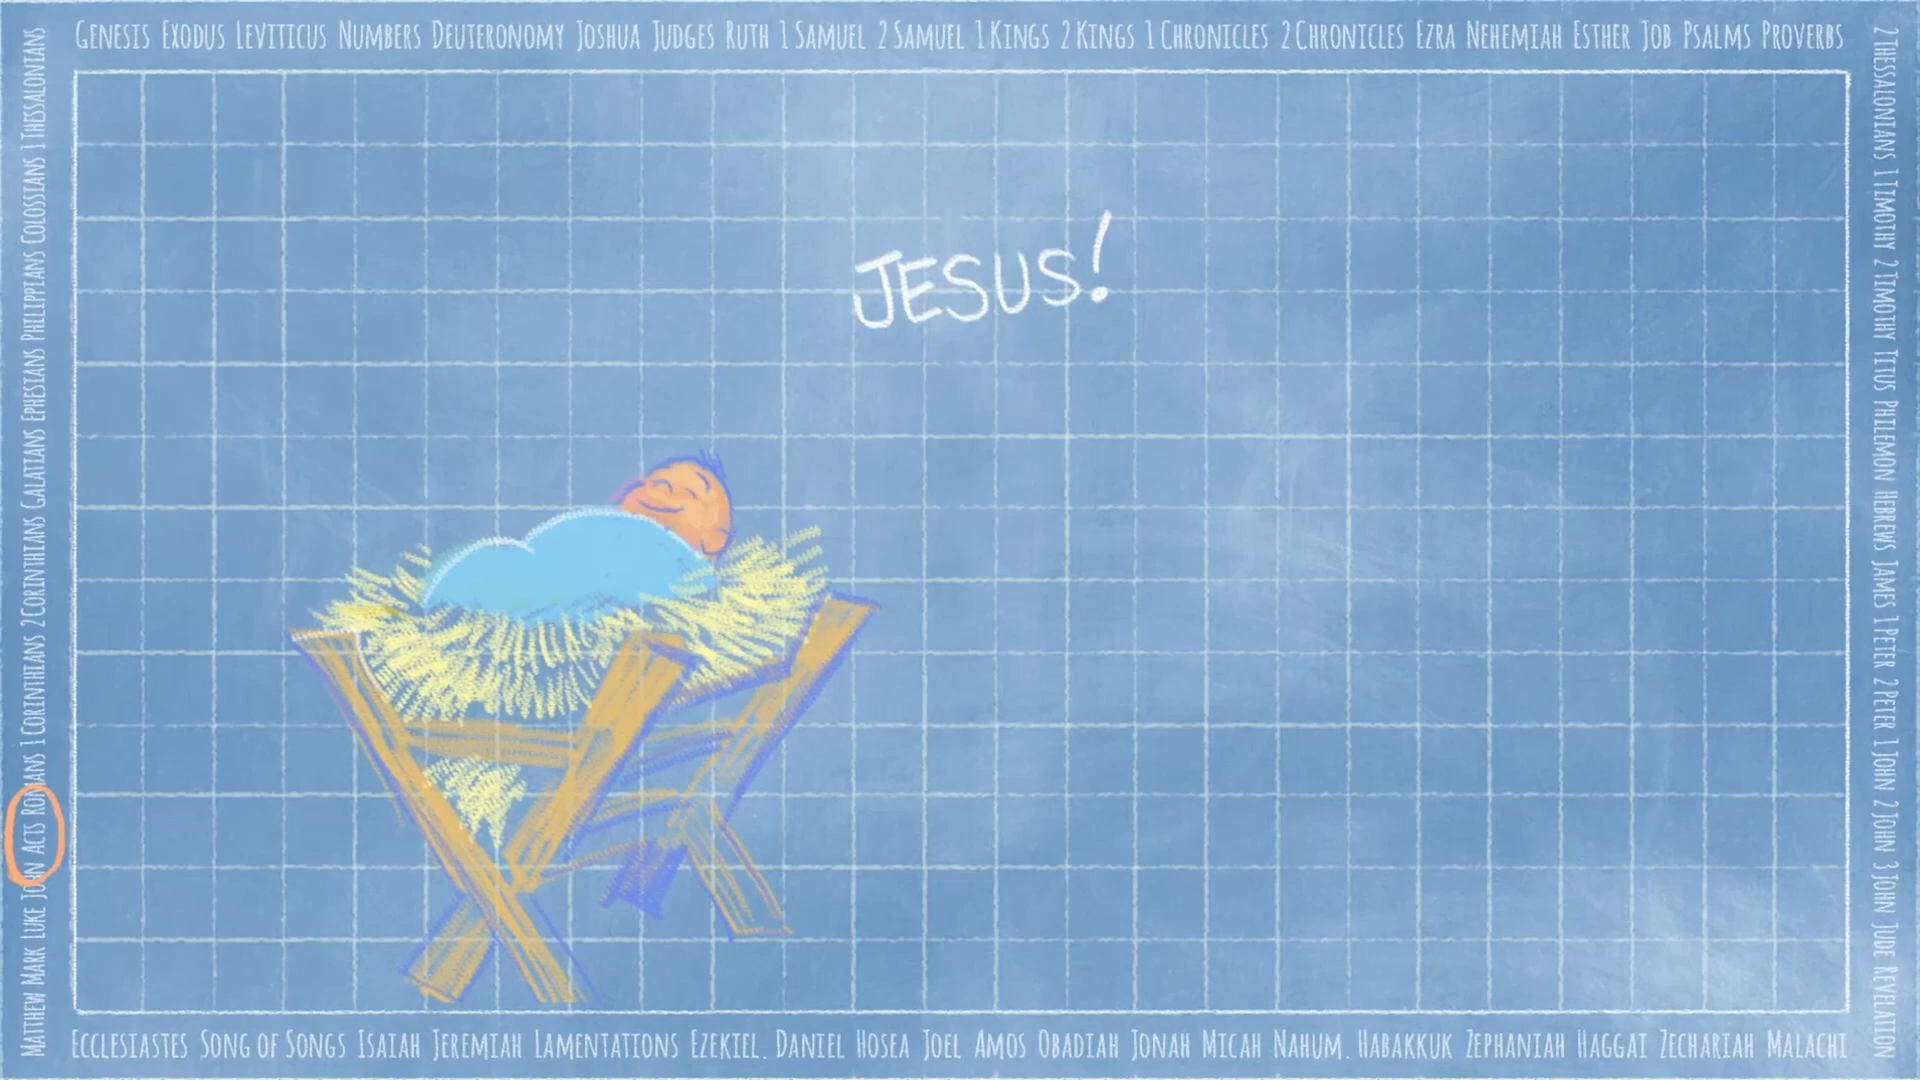 GENESIS EXODUS LEVITICUS NUMBERS DEUTERONOMY JOSHUA JUDGES RUTH 1 SAMUEL 2 SAMUEL 1 KINGS 2 KINGS 1 CHRONICLES 2 CHRONICLES EZRA NEHEMIAH ESTHER JOB PSALMS PROVERBS
JESUS!
ECCLESIASTES SONG OF SONGS ISAIAH JEREMIAH LAMENTATIONS EZEKIEL. DANIEL HOSEA JOEL AMOS OBADIAH JONAH MICAH NAHUM. HABAKKUK ZEPHANIAH HAGGAI ZECHARIAH MALACHI
MATTHEW MARK LUKE JOHN ACTS ROMANS 1 CORINTHIANS 2 CORINTHIANS GALATIANS EPHESIANS PHILIPPIANS COLOSSIANS 1 THESSALONIANS
2 THESSALONIANS 1 TIMOTHY 2 TIMOTHY TITUS PHILEMON HEBREWS JAMES 1 PETER 2 PETER 1 JOHN 2 JOHN 3 JOHN JUDE REVELATION